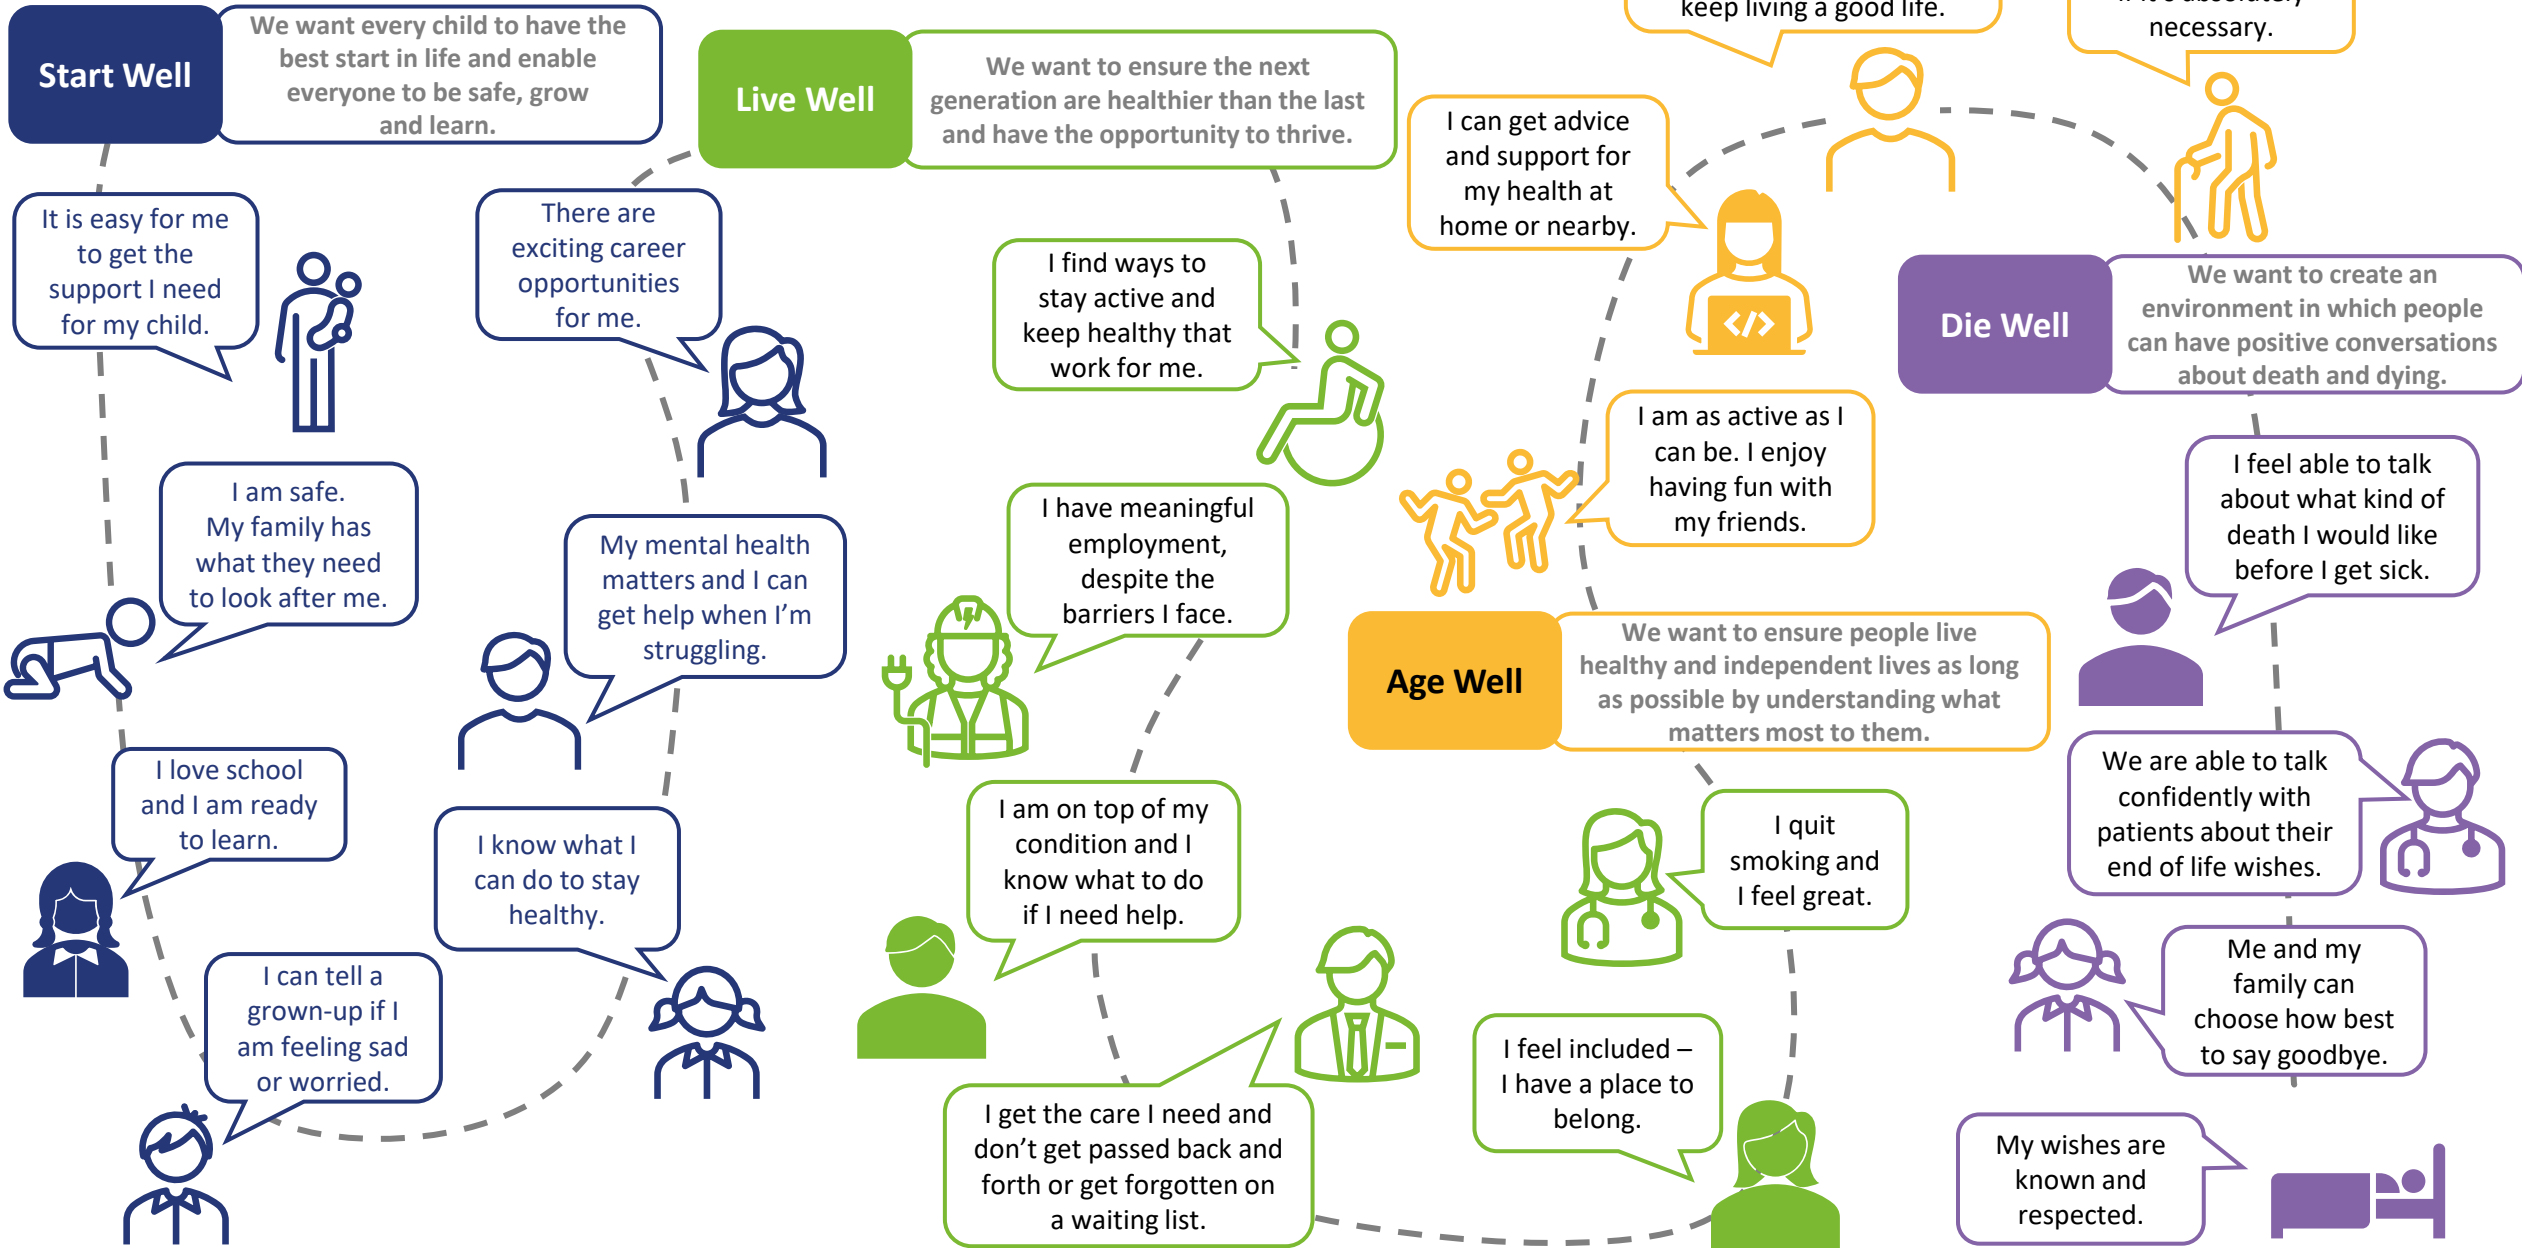 Start Well
We want every child to have the
best start in life and enable
everyone to be safe, grow
and learn.
It is easy for me
to get the
support I need
for my child.
I am safe.
My family has
what they need
to look after me.
I love school
and I am ready
to learn.
I can tell a
grown-up if I
am feeling sad
or worried.
I know what I
can do to stay
healthy.
My mental health
matters and I can
get help when I'm
struggling.
There are
exciting career
opportunities
for me.
Live Well
We want to ensure the next
generation are healthier than the last
and have the opportunity to thrive.
I find ways to
stay active and
keep healthy that
work for me.
I have meaningful
employment,
despite the
barriers I face.
I am on top of my
condition and I
know what to do
if I need help.
I get the care I need and
don't get passed back and
forth or get forgotten on
a waiting list.
I feel included –
I have a place to
belong.
I quit
smoking and
I feel great.
Age Well
We want to ensure people live
healthy and independent lives as long
as possible by understanding what
matters most to them.
I am as active as I
can be. I enjoy
having fun with
my friends.
I can get advice
and support for
my health at
home or nearby.
</>
keep living a good life.
if it's absolutely
necessary.
Die Well
We want to create an
environment in which people
can have positive conversations
about death and dying.
I feel able to talk
about what kind of
death I would like
before I get sick.
We are able to talk
confidently with
patients about their
end of life wishes.
Me and my
family can
choose how best
to say goodbye.
My wishes are
known and
respected.